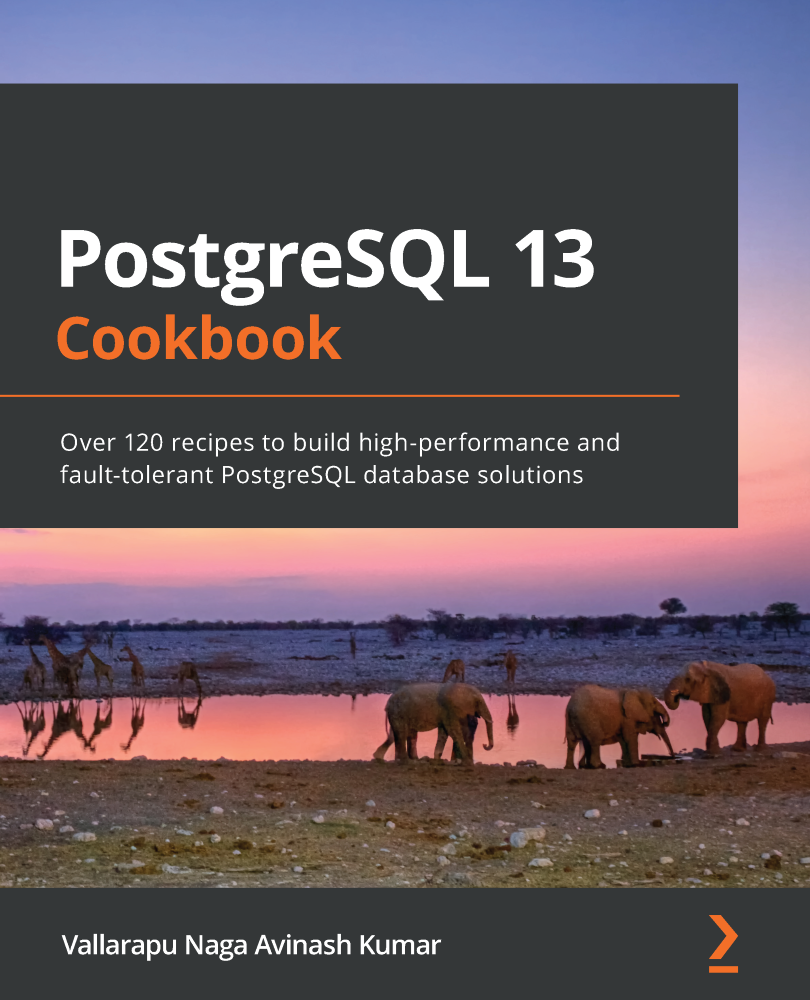 PostgreSQL 13
Cookbook
Over 120 recipes to build high-performance and
fault-tolerant PostgreSQL database solutions
Vallarapu Naga Avinash Kumar